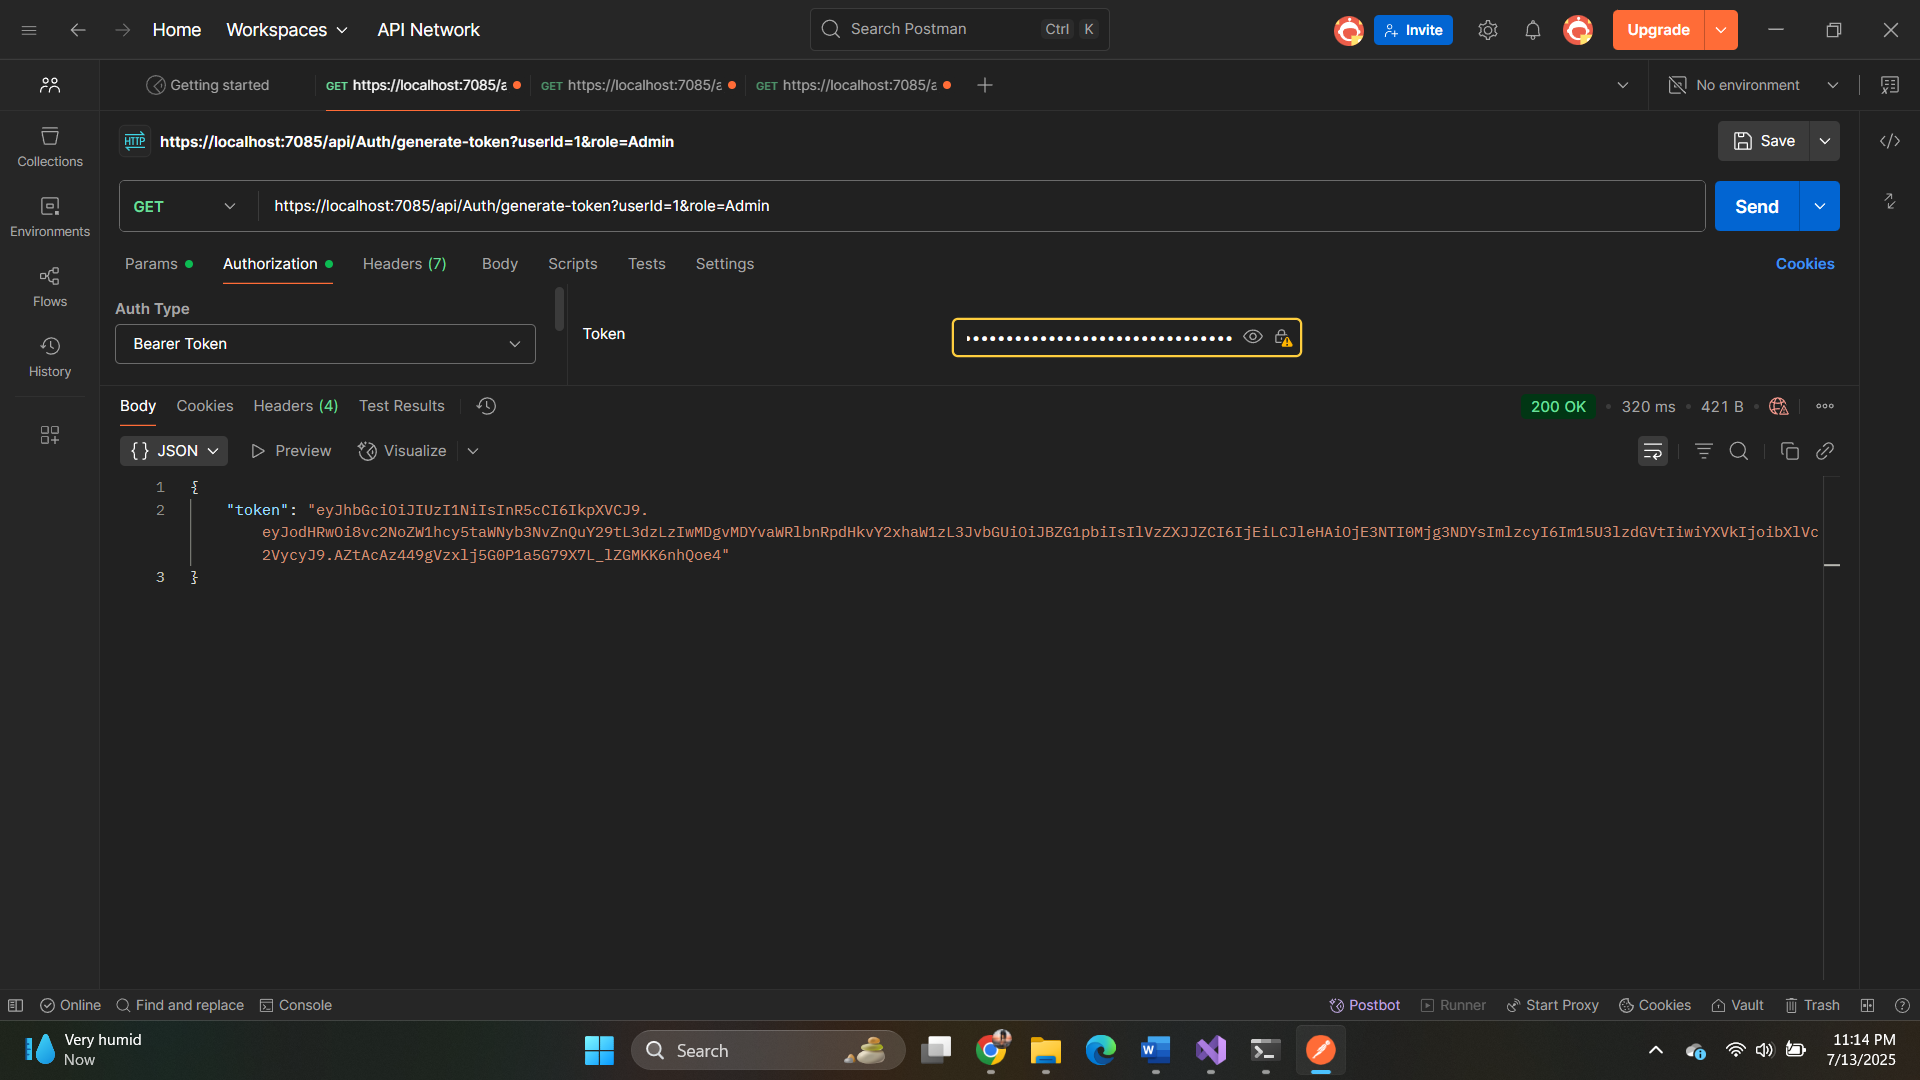 Home
Workspaces
API Network
Search Postman
Ctrl K
Invite
Upgrade
Getting started
GET https://localhost:7085/a
GET https://localhost:7085/a
GET https://localhost:7085/a
No environment
HTTP https://localhost:7085/api/Auth/generate-token?userId=1&role=Admin
Save
GET
https://localhost:7085/api/Auth/generate-token?userId=1&role=Admin
Send
Params
Authorization
Headers (7)
Body
Scripts
Tests
Settings
Cookies
Auth Type
Bearer Token
Token
Body
Cookies
Headers (4)
Test Results
200 OK
320 ms
421 B
{} JSON
Preview
Visualize
1 {
2 "token": "eyJhbGciOiJIUzI1NiIsInR5cCI6IkpXVCJ9.
eyJodHRwOi8vc2NoZW1hcy5taWNyb3NvZnQuY29tL3dzLzIwMDgvMDYvaWRlbnRpdHkvY2xhaW1zL3JvbGUiOiJBZG1pbiIsIlVzZXJJZCI6IjEiLCJleHAiOjE3NTI0Mjg3NDYsImlzcyI6Im15U3lzdGVtIiwiYXVkIjoibXlVc
2VycyJ9.AZtAcAz449gVzxlj5G0P1a5G79X7L_lZGMKK6nhQoe4"
3 }
Collections
Environments
Flows
History
Online
Find and replace
Console
Postbot
Runner
Start Proxy
Cookies
Vault
Trash
Very humid
Now
Search
11:14 PM
7/13/2025